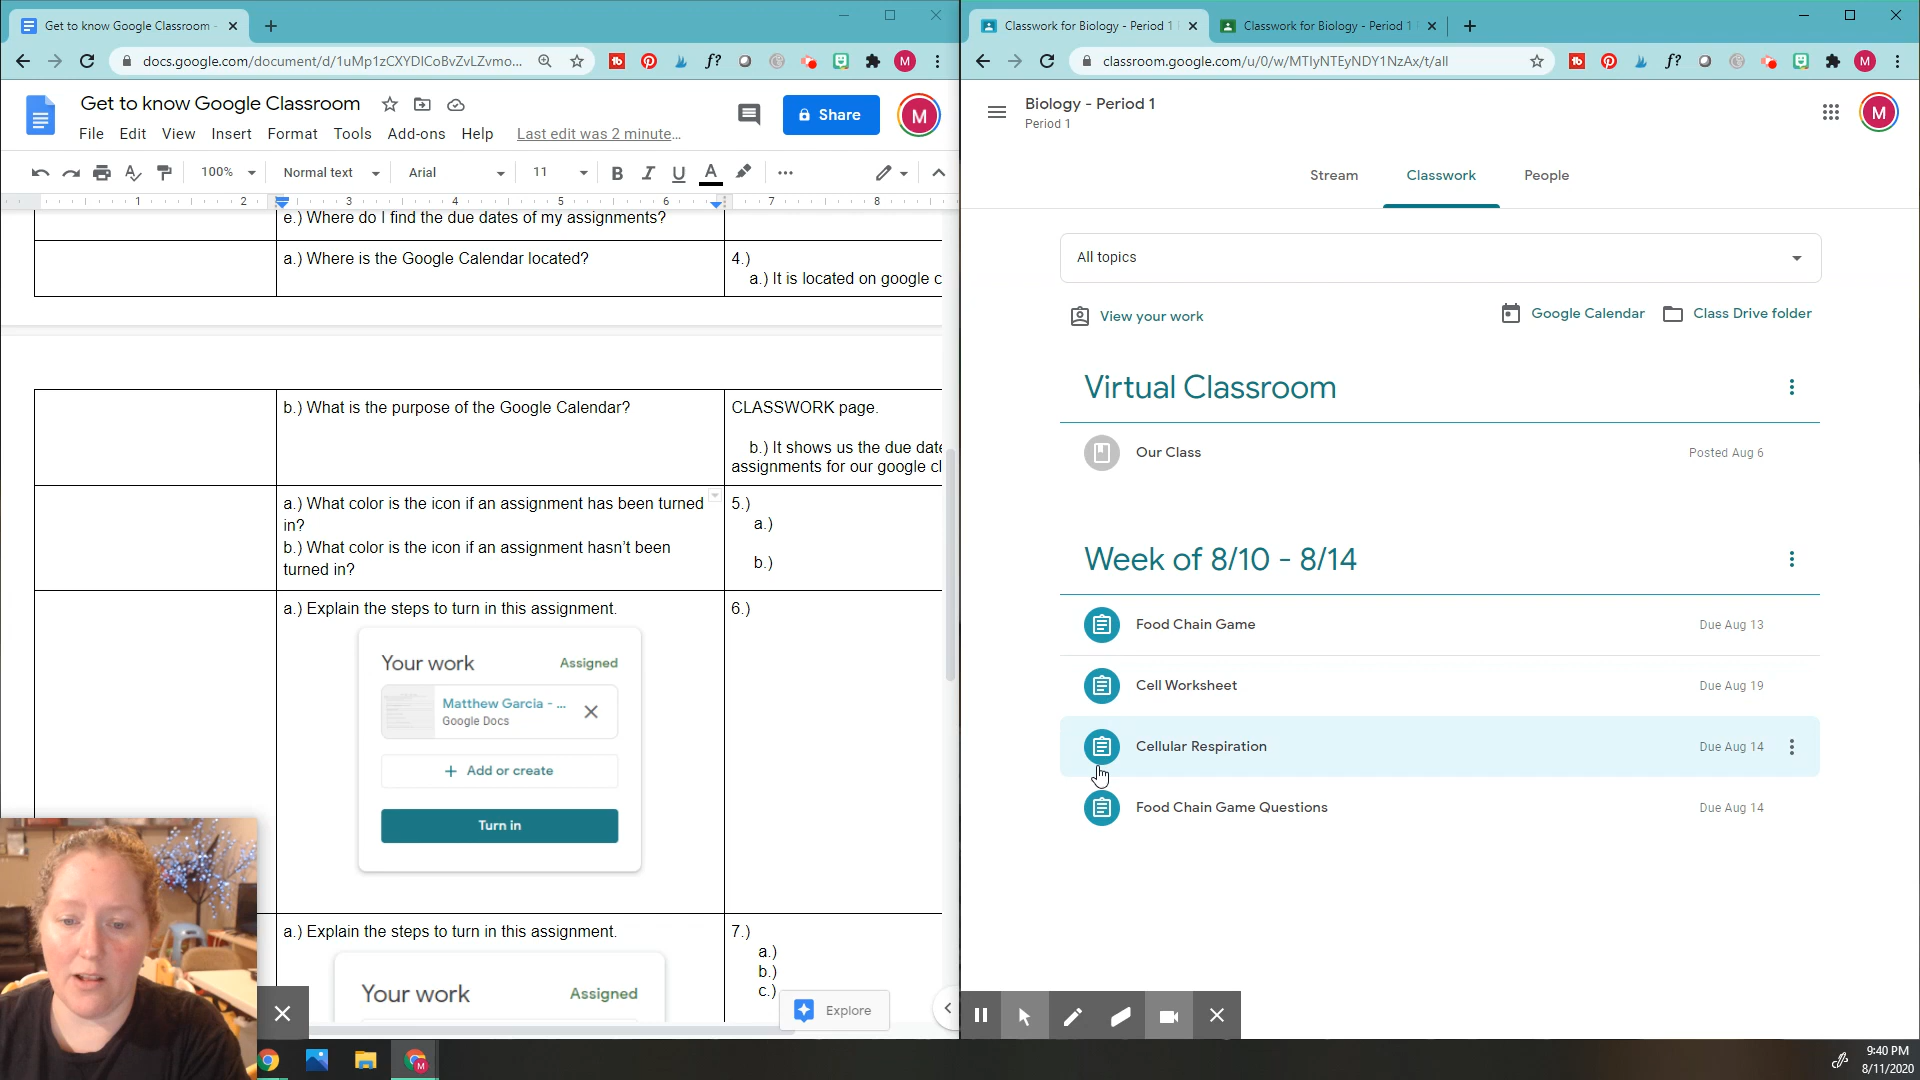 Get to know Google Classroom -
docs.google.com/document/d/1uMp1zCXYDlCoBvZvLZvmo...
Get to know Google Classroom
File Edit View Insert Format Tools Add-ons Help Last edit was 2 minute...
Share
M
100% Normal text Arial 11 B I U A
1 2 3 4 5 6 7 8
e.) Where do I find the due dates of my assignments?
a.) Where is the Google Calendar located?
4.)
a.) It is located on google c
b.) What is the purpose of the Google Calendar?
CLASSWORK page.
b.) It shows us the due date
assignments for our google cl
a.) What color is the icon if an assignment has been turned
in?
b.) What color is the icon if an assignment hasn't been
turned in?
5.)
a.)
b.)
a.) Explain the steps to turn in this assignment.
6.)
Your work Assigned
Matthew Garcia - ...
Google Docs
+ Add or create
Turn in
a.) Explain the steps to turn in this assignment.
7.)
a.)
b.)
c.)
Your work Assigned
Explore
Classwork for Biology - Period 1
Classwork for Biology - Period 1
classroom.google.com/u/0/w/MTIyNTEyNDY1NzAx/t/all
Biology - Period 1
Period 1
M
Stream Classwork People
All topics
View your work
Google Calendar
Class Drive folder
Virtual Classroom
Our Class Posted Aug 6
Week of 8/10 - 8/14
Food Chain Game Due Aug 13
Cell Worksheet Due Aug 19
Cellular Respiration Due Aug 14
Food Chain Game Questions Due Aug 14
9:40 PM
8/11/2020